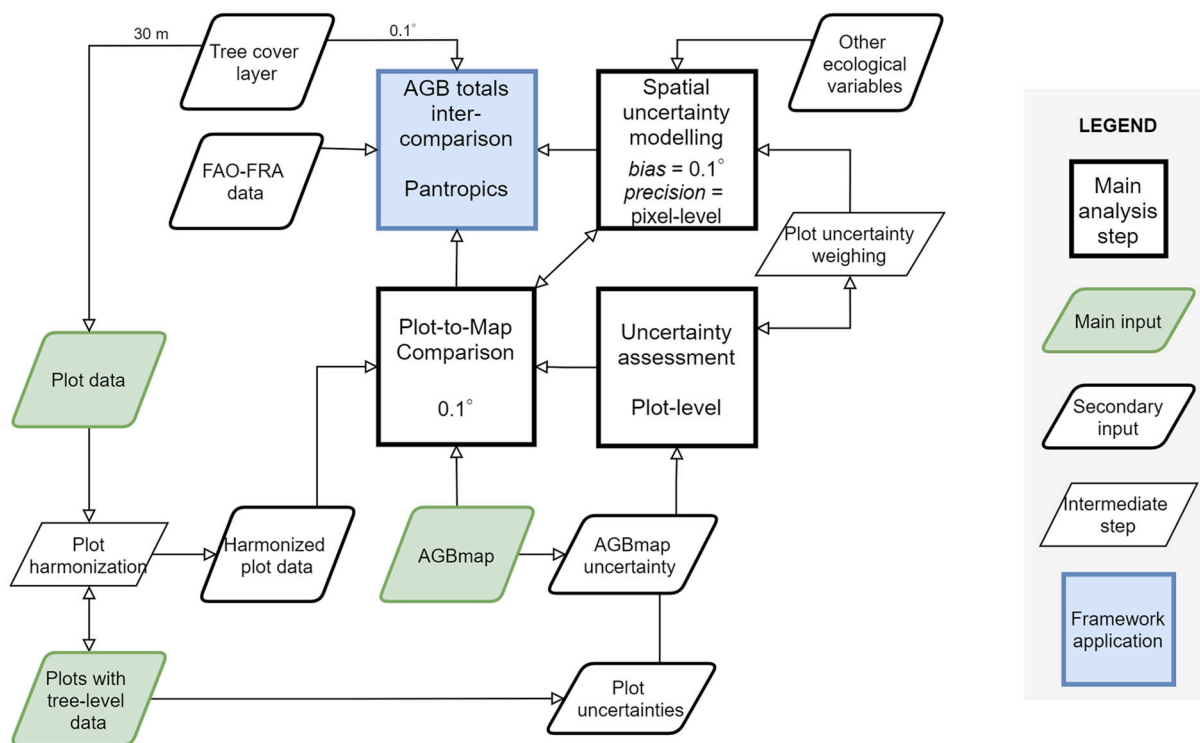 30 m
Tree cover
layer
0.1°
Other
ecological
variables
AGB totals
inter-
comparison
Pantropics
Spatial
uncertainty
modelling
bias = 0.1°
precision =
pixel-level
FAO-FRA
data
Plot uncertainty
weighing
Plot-to-Map
Comparison
0.1°
Uncertainty
assessment
Plot-level
Plot data
Plot
harmonization
Harmonized
plot data
AGBmap
AGBmap
uncertainty
Plots with
tree-level
data
Plot
uncertainties
LEGEND
Main
analysis
step
Main input
Secondary
input
Intermediate
step
Framework
application